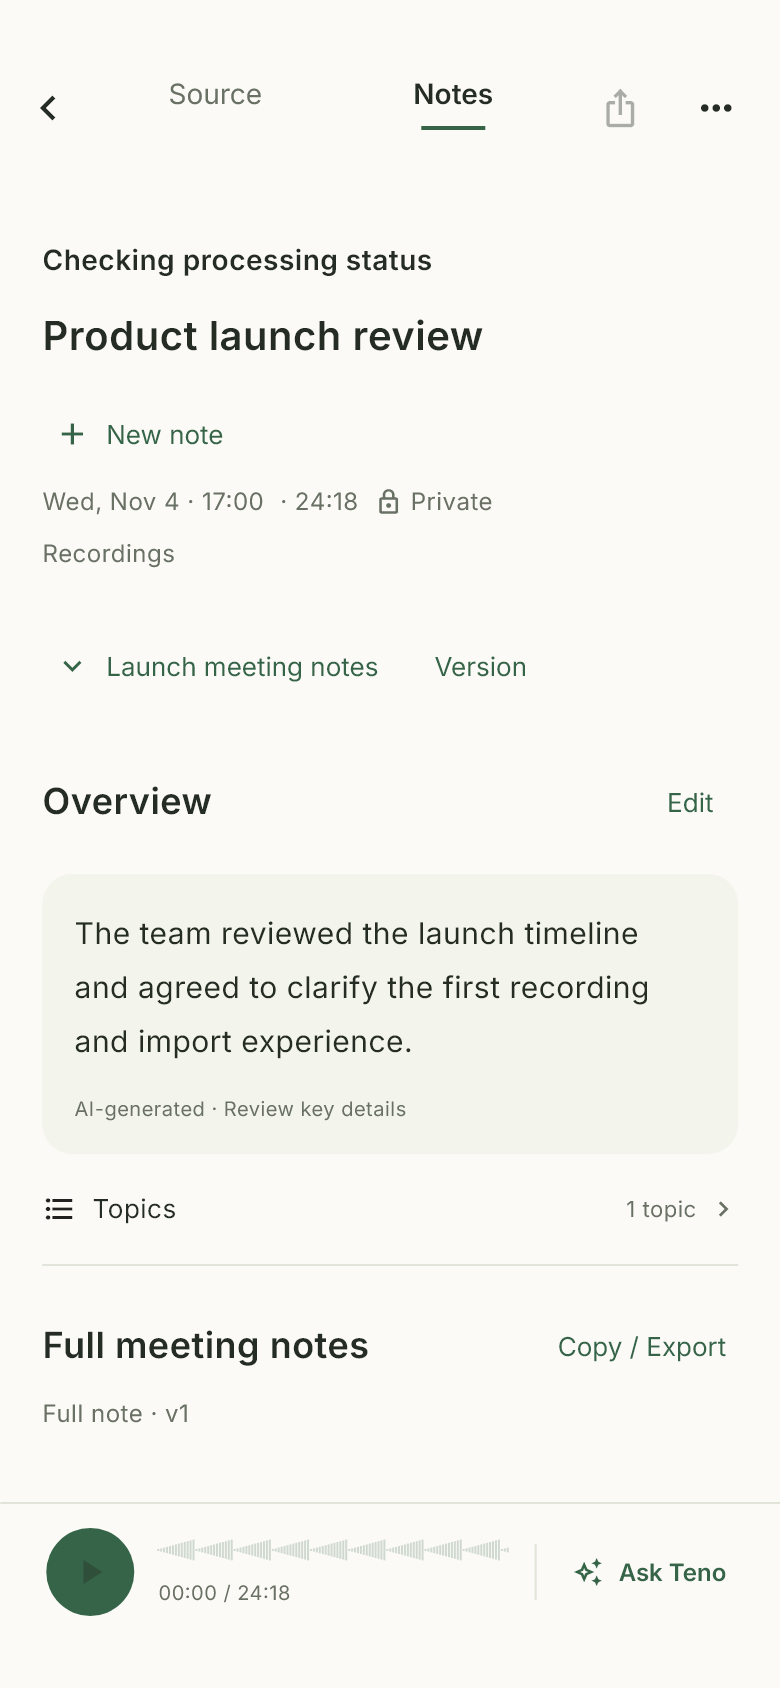 Source
Notes
Checking processing status
Product launch review
New note
Wed, Nov 4 · 17:00 · 24:18 Private
Recordings
Launch meeting notes
Version
Overview
Edit
The team reviewed the launch timeline
and agreed to clarify the first recording
and import experience.
AI-generated · Review key details
Topics
1 topic
Full meeting notes
Copy / Export
Full note · v1
00:00 / 24:18
Ask Teno